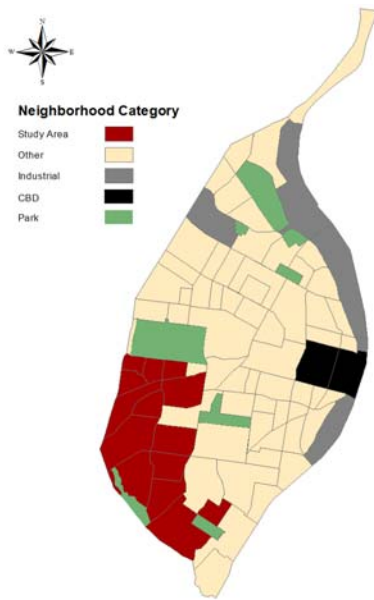 N
W
E
S
Neighborhood Category
Study Area
Other
Industrial
CBD
Park